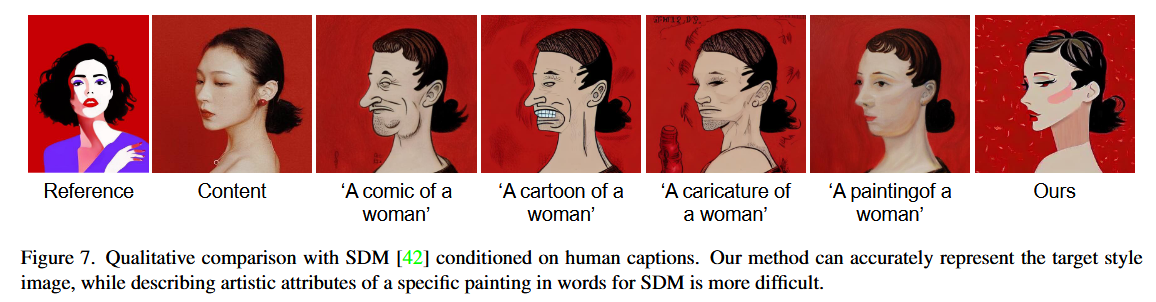 Reference
Content
'A comic of a
woman'
'A cartoon of a
woman'
'A caricature of
a woman'
'A paintingof a
woman'
Ours
Figure 7. Qualitative comparison with SDM [42] conditioned on human captions. Our method can accurately represent the target style
image, while describing artistic attributes of a specific painting in words for SDM is more difficult.